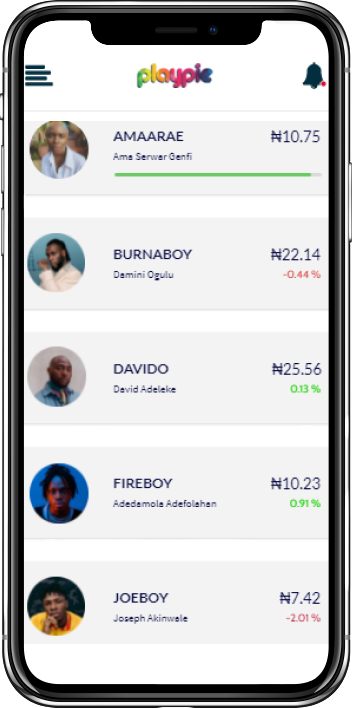 playpie
AMAARAE ₦10.75
Ama Serwar Genfi
BURNABOY ₦22.14
Damini Ogulu -0.44 %
DAVIDO ₦25.56
David Adeleke 0.13 %
FIREBOY ₦10.23
Adedamola Adefolahan 0.91 %
JOEBOY ₦7.42
Joseph Akinwale -2.01 %